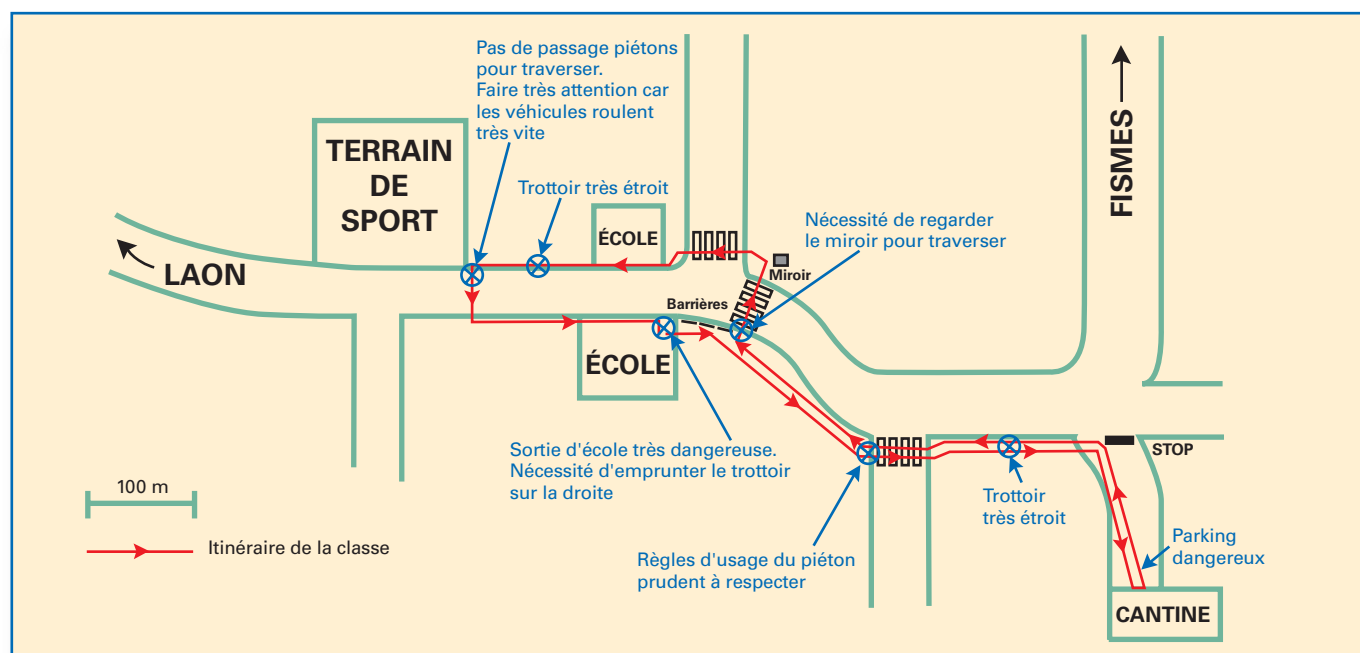 Pas de passage piétons
pour traverser.
Faire très attention car
les véhicules roulent
très vite
TERRAIN
DE
SPORT
Trottoir très étroit
ÉCOLE
Nécessité de regarder
le miroir pour traverser
FISMES
LAON
Miroir
Barrières
ÉCOLE
Sortie d'école très dangereuse.
Nécessité d'emprunter le trottoir
sur la droite
STOP
100 m
Trottoir
très étroit
Itinéraire de la classe
Règles d'usage du piéton
prudent à respecter
Parking
dangereux
CANTINE